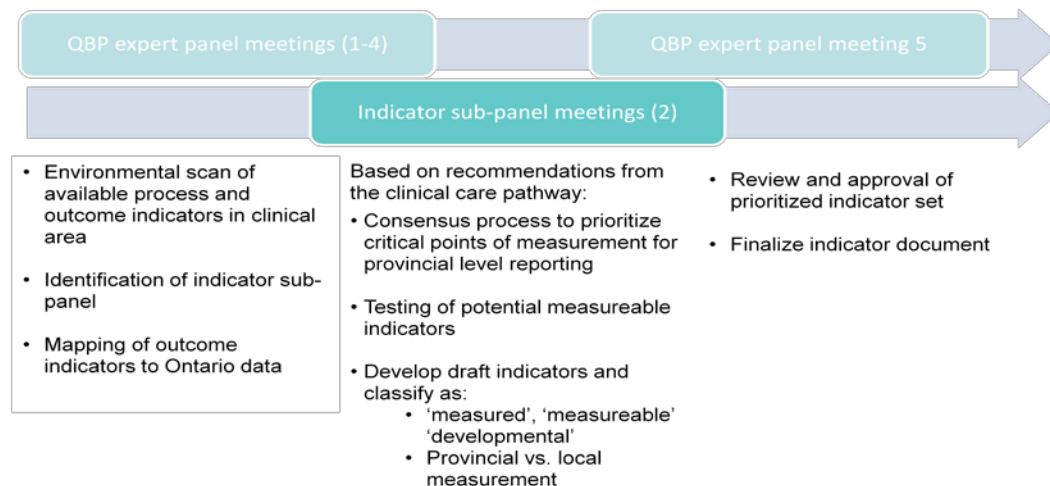 QBP expert panel meetings (1-4)
QBP expert panel meeting 5
Indicator sub-panel meetings (2)
• Environmental scan of
available process and
outcome indicators in clinical
area
• Identification of indicator sub-
panel
• Mapping of outcome
indicators to Ontario data
Based on recommendations from
the clinical care pathway:
• Consensus process to prioritize
critical points of measurement for
provincial level reporting
• Testing of potential measureable
indicators
• Develop draft indicators and
classify as:
• ‘measured’, ‘measureable’
‘developmental’
• Provincial vs. local
measurement
• Review and approval of
prioritized indicator set
• Finalize indicator document